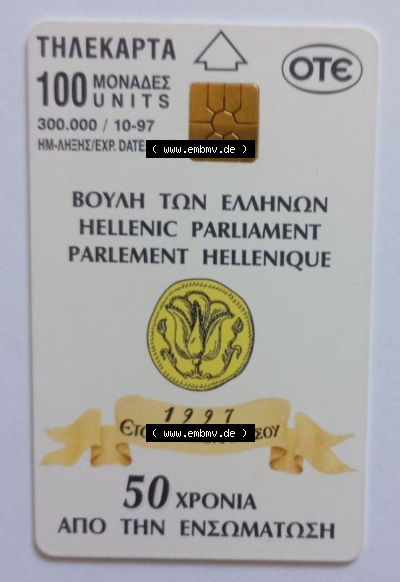 ΤΗΛΕΚΑΡΤΑ
OTE
100 ΜΟΝΑΔΕΣ UNITS
300.000 / 10-97
ΗΜ-ΛΗΞΗΣ/EXP. DATE
( www.embmv.de )
ΒΟΥΛΗ ΤΩΝ ΕΛΛΗΝΩΝ
HELLENIC PARLIAMENT
PARLEMENT HELLENIQUE
1997
( www.embmv.de )
50 ΧΡΟΝΙΑ
ΑΠΟ ΤΗΝ ΕΝΣΩΜΑΤΩΣΗ